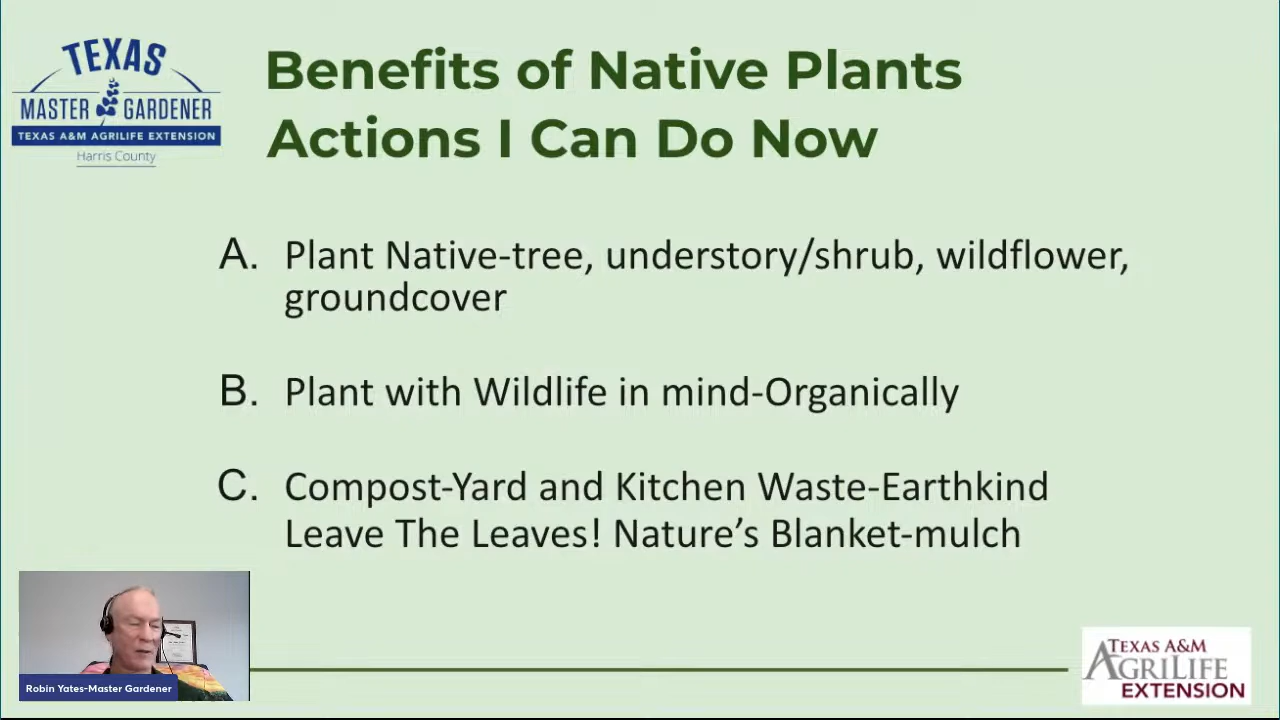 TEXAS
MASTER GARDENER
TEXAS A&M AGRILIFE EXTENSION
Harris County
Benefits of Native Plants
Actions I Can Do Now
A. Plant Native-tree, understory/shrub, wildflower,
groundcover
B. Plant with Wildlife in mind-Organically
C. Compost-Yard and Kitchen Waste-Earthkind
Leave The Leaves! Nature’s Blanket-mulch
Robin Yates-Master Gardener
TEXAS A&M
AGRILIFE
EXTENSION